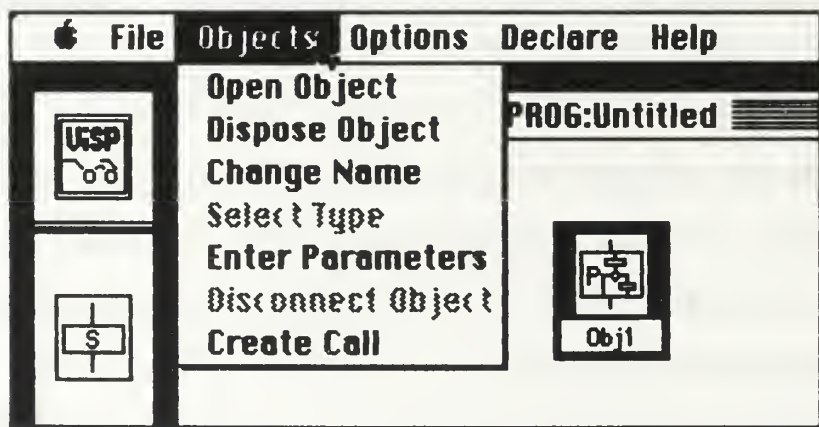 File Objects Options Declare Help
Open Object
Dispose Object
Change Name
Select Type
Enter Parameters
Disconnect Object
Create Call
PROG:Untitled
ViSP
S
P
Obj1